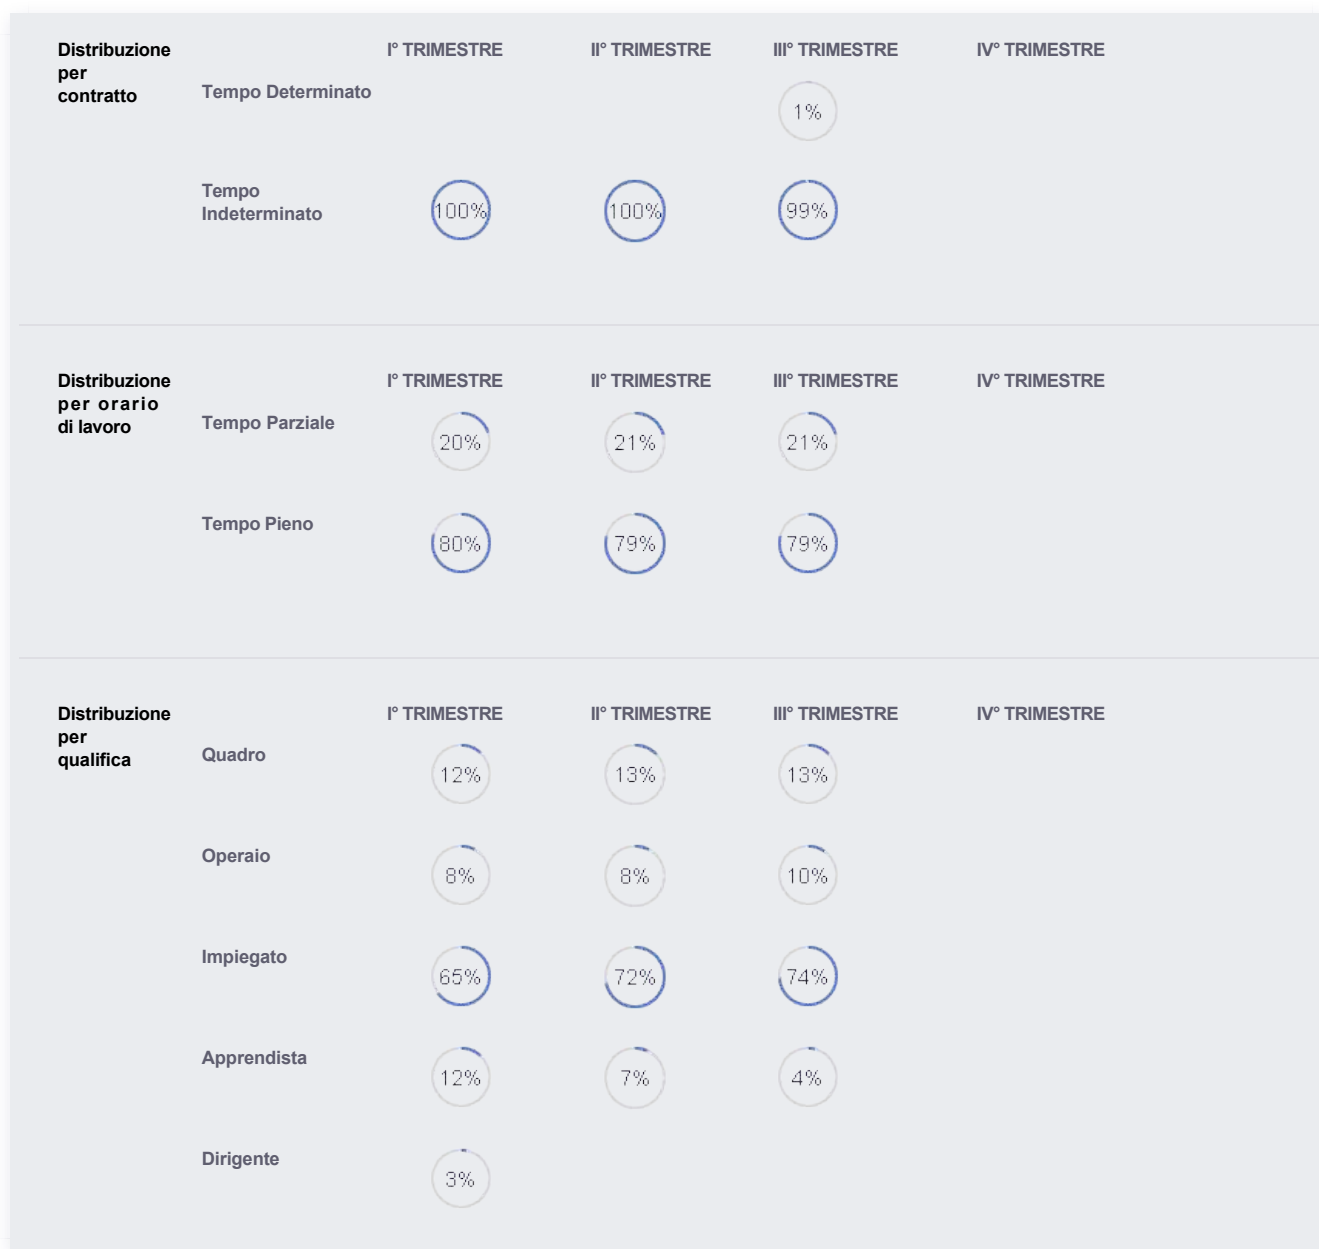 Distribuzione
per
contratto
I° TRIMESTRE II° TRIMESTRE III° TRIMESTRE IV° TRIMESTRE
Tempo Determinato
1%
Tempo
Indeterminato
100% 100% 99%
Distribuzione
per orario
di lavoro
I° TRIMESTRE II° TRIMESTRE III° TRIMESTRE IV° TRIMESTRE
Tempo Parziale
20% 21% 21%
Tempo Pieno
80% 79% 79%
Distribuzione
per
qualifica
I° TRIMESTRE II° TRIMESTRE III° TRIMESTRE IV° TRIMESTRE
Quadro
12% 13% 13%
Operaio
8% 8% 10%
Impiegato
65% 72% 74%
Apprendista
12% 7% 4%
Dirigente
3%